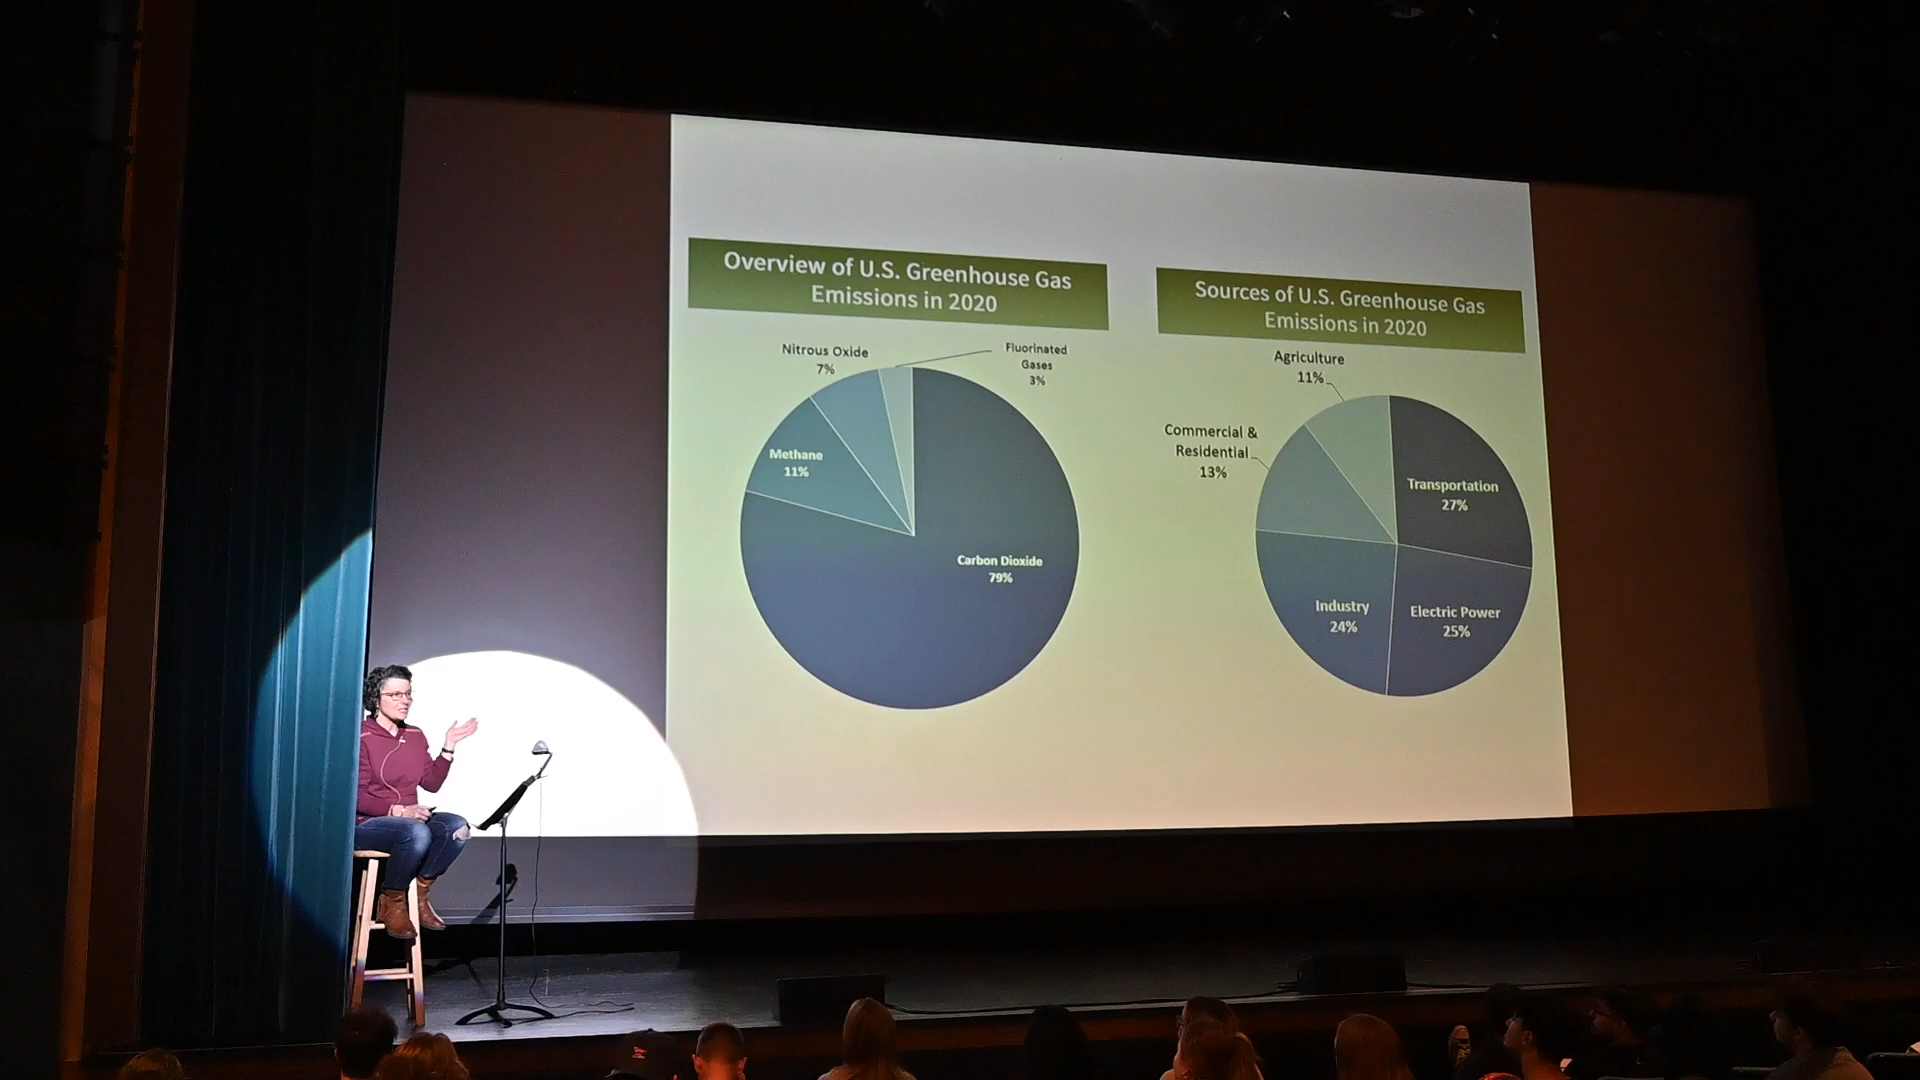 Overview of U.S. Greenhouse Gas
Emissions in 2020
Nitrous Oxide
7%
Fluorinated
Gases
3%
Methane
11%
Carbon Dioxide
79%
Sources of U.S. Greenhouse Gas
Emissions in 2020
Agriculture
11%
Commercial &
Residential
13%
Transportation
27%
Industry
24%
Electric Power
25%